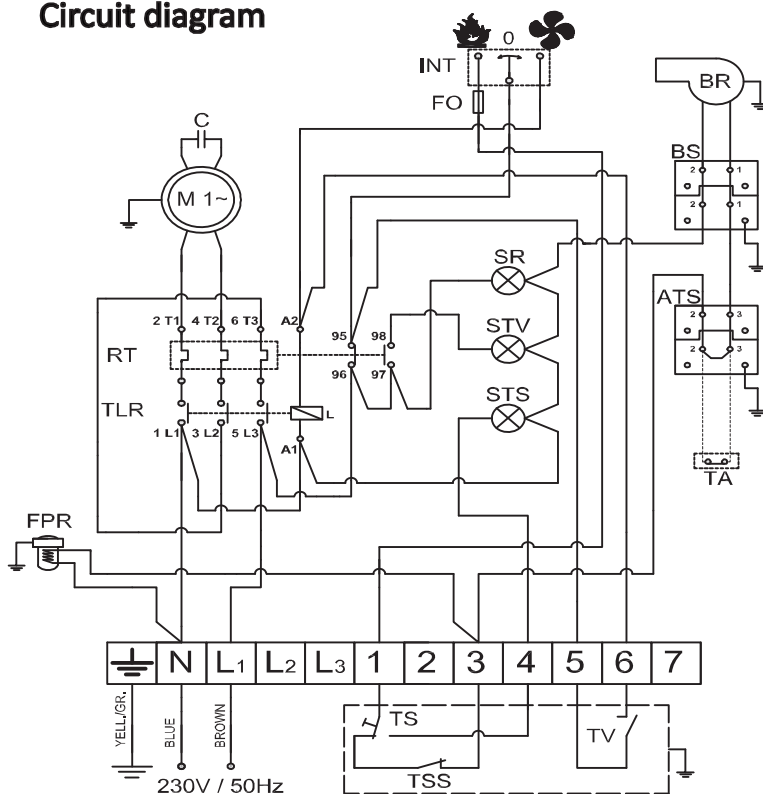 Circuit diagram
0
INT
FO
BR
C
BS
2 1
2 1
M 1~
SR
ATS
2 T1 4 T2 6 T3 A2
95 98
STV
2 3
RT
2 3
96 97
TLR
STS
L
1 L1 3 L2 5 L3
A1
TA
FPR
N L1 L2 L3 1 2 3 4 5 6 7
YELL./GR.
BLUE
BROWN
TS
TV
TSS
230V / 50Hz